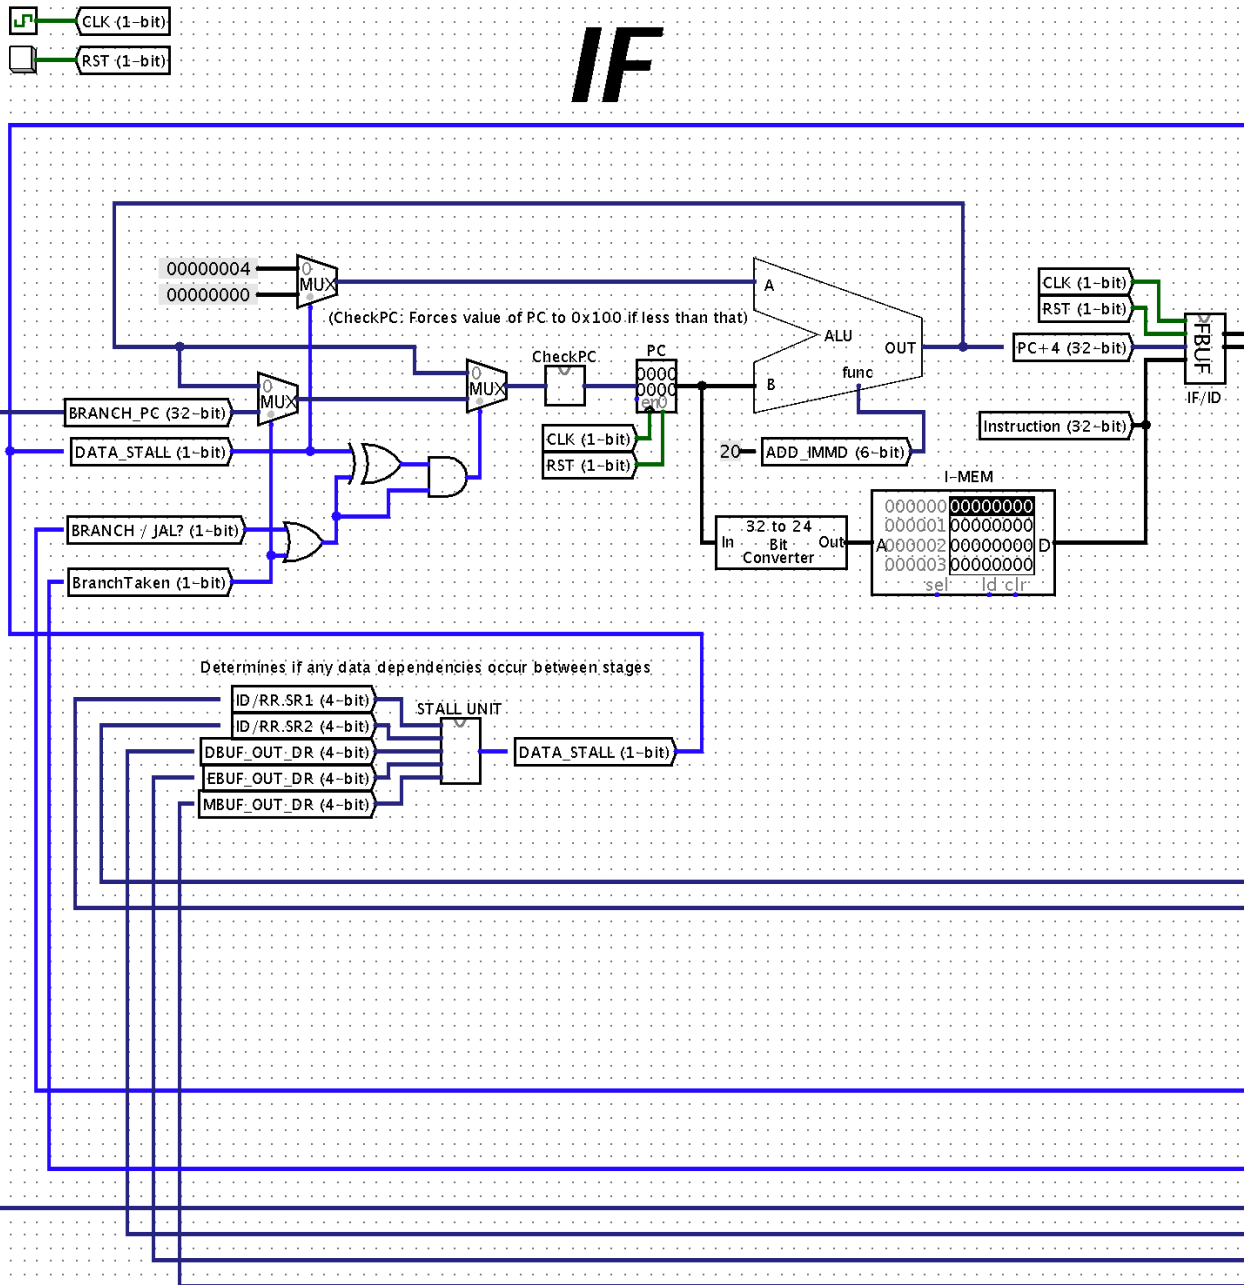 CLK (1-bit)
RST (1-bit)
IF
00000004
00000000
0
MUX
(CheckPC: Forces value of PC to 0x100 if less than that)
A
ALU
OUT
func
B
CLK (1-bit)
RST (1-bit)
PC+4 (32-bit)
FBUF
IF/ID
CheckPC
PC
0000
0000
en0
0
MUX
0
MUX
BRANCH_PC (32-bit)
DATA_STALL (1-bit)
CLK (1-bit)
RST (1-bit)
20
ADD_IMMD (6-bit)
Instruction (32-bit)
I-MEM
BRANCH / JAL? (1-bit)
BranchTaken (1-bit)
32 to 24
In Bit Out
Converter
000000 00000000
000001 00000000
A 000002 00000000 D
000003 00000000
sel ld clr
Determines if any data dependencies occur between stages
ID/RR.SR1 (4-bit)
ID/RR.SR2 (4-bit)
DBUF_OUT_DR (4-bit)
EBUF_OUT_DR (4-bit)
MBUF_OUT_DR (4-bit)
STALL UNIT
DATA_STALL (1-bit)